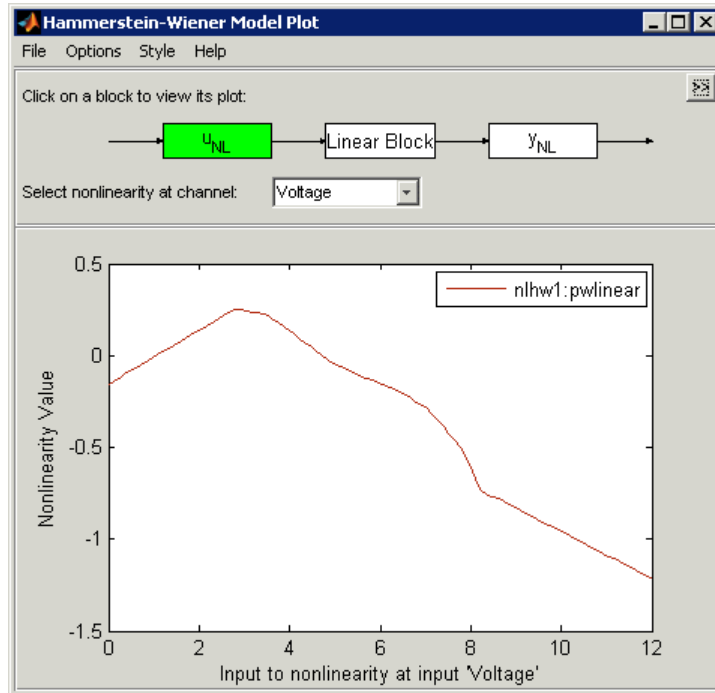 Hammerstein-Wiener Model Plot
File Options Style Help
Click on a block to view its plot:
>>
u_NL Linear Block y_NL
Select nonlinearity at channel: Voltage
nlhw1:pwlinear
0.5
0
-0.5
-1
-1.5
Nonlinearity Value
0 2 4 6 8 10 12
Input to nonlinearity at input 'Voltage'